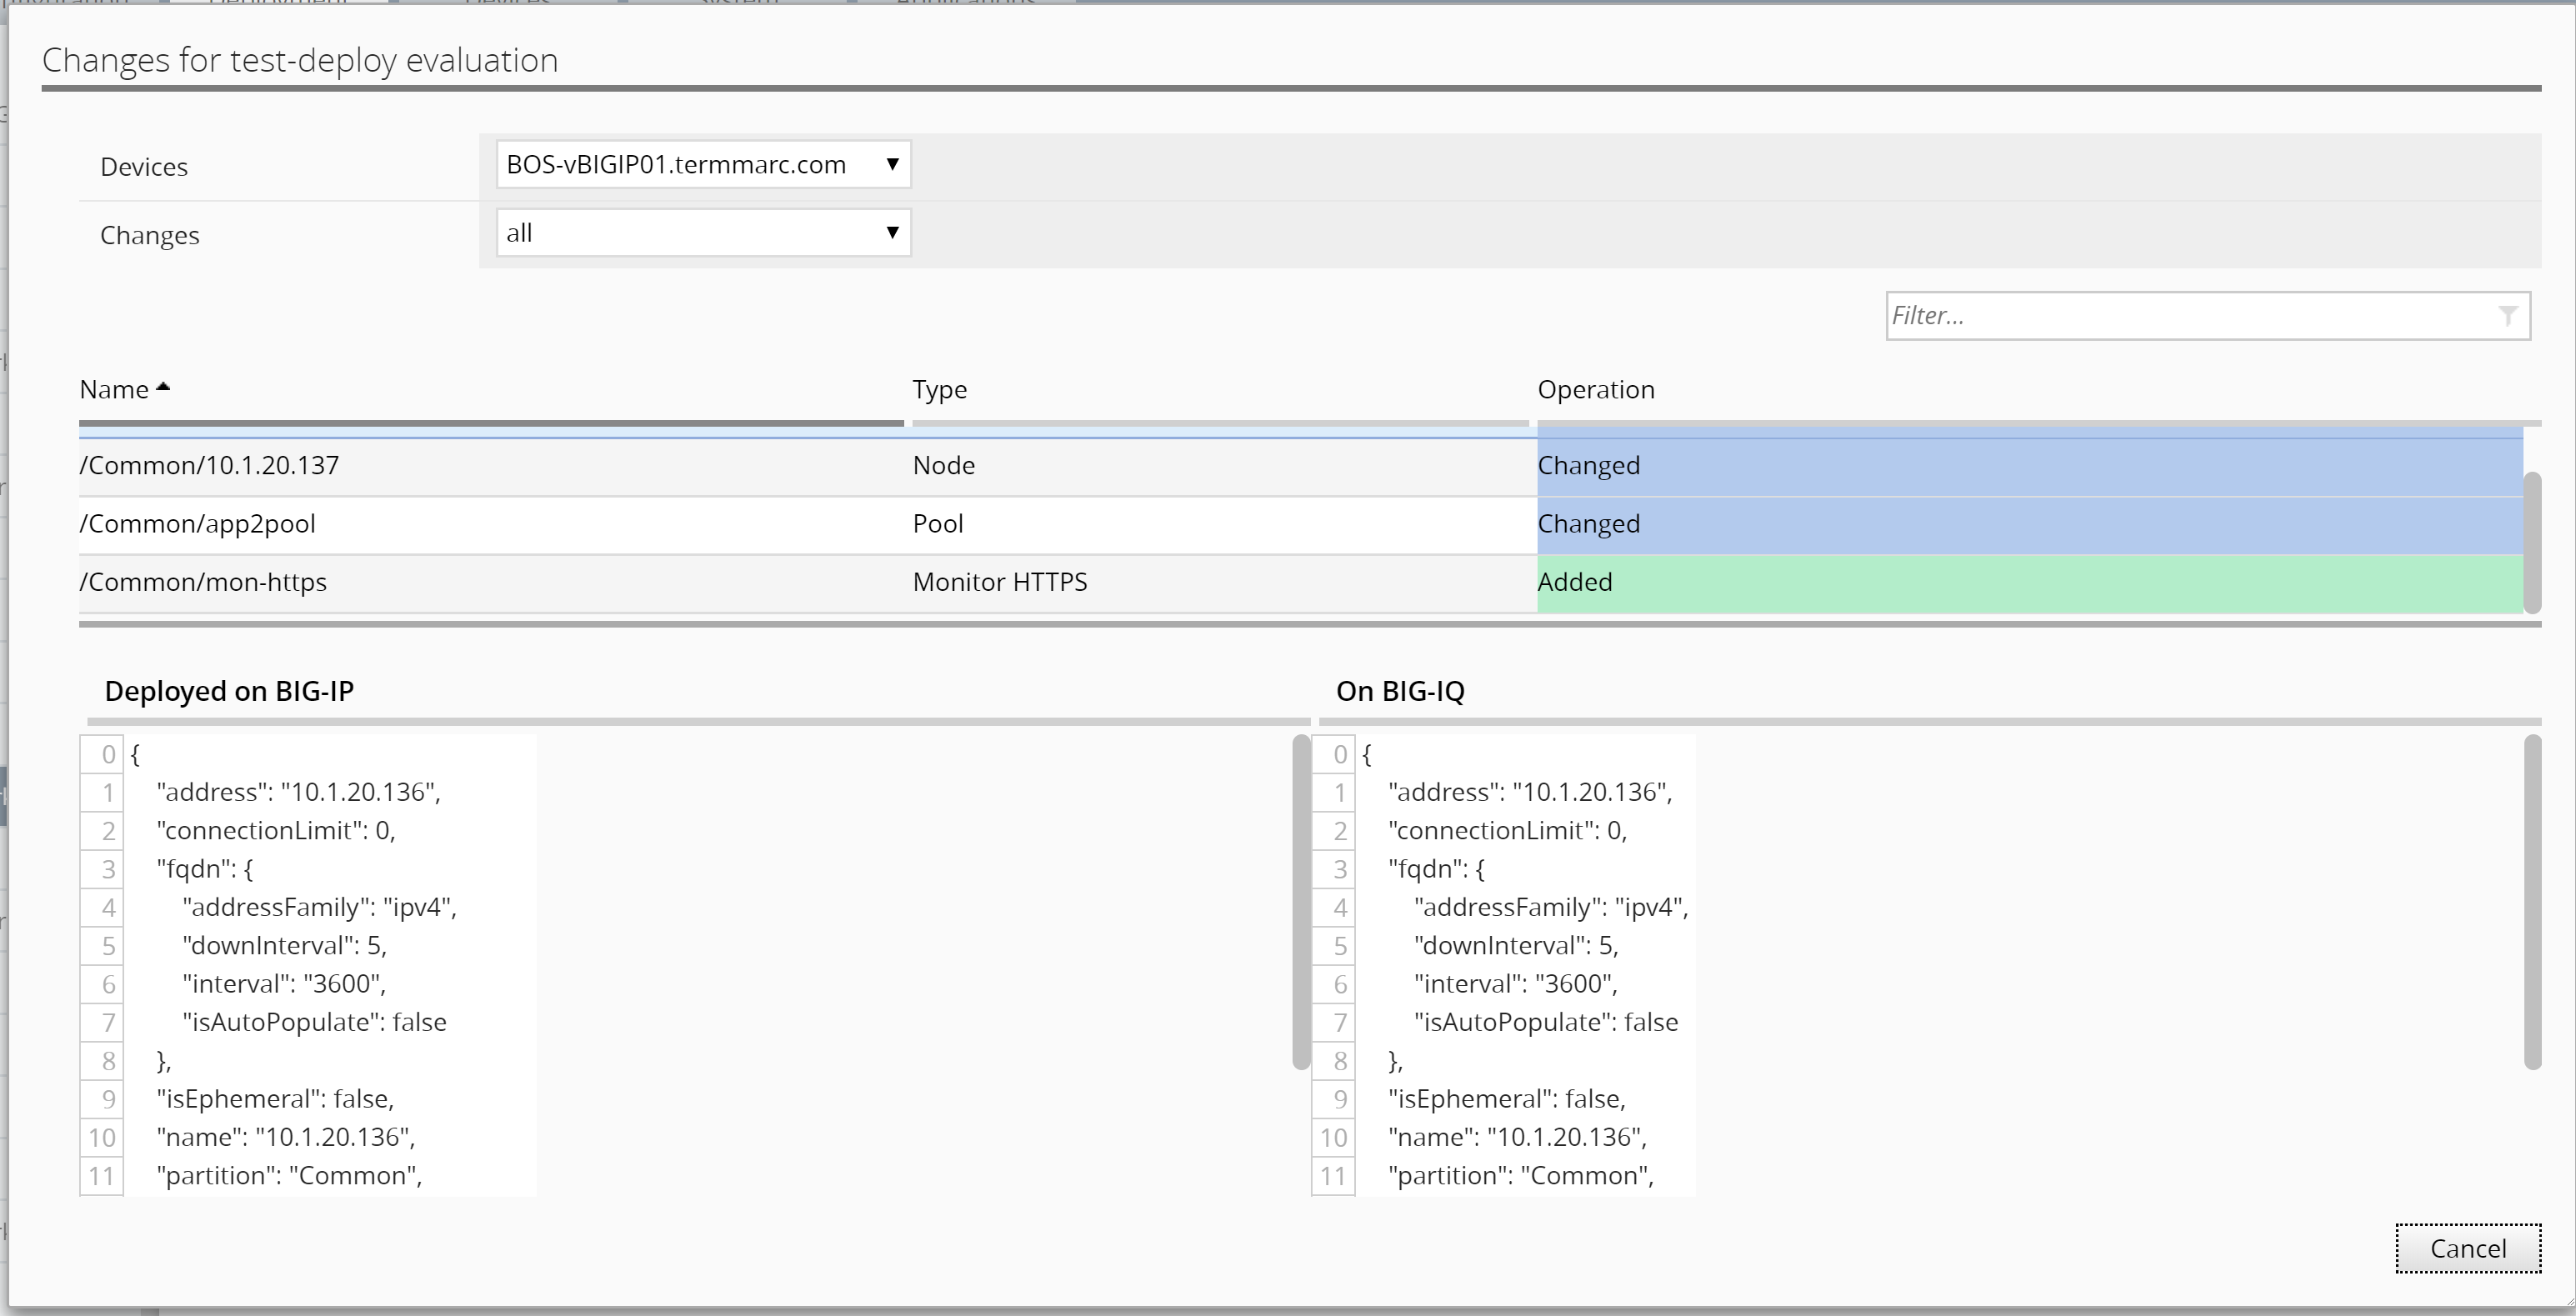 Changes for test-deploy evaluation
Devices
BOS-vBIGIP01.termmarc.com
Changes
all
Filter...
Name Type Operation
/Common/10.1.20.137 Node Changed
/Common/app2pool Pool Changed
/Common/mon-https Monitor HTTPS Added
Deployed on BIG-IP
0 {
1 "address": "10.1.20.136",
2 "connectionLimit": 0,
3 "fqdn": {
4 "addressFamily": "ipv4",
5 "downInterval": 5,
6 "interval": "3600",
7 "isAutoPopulate": false
8 },
9 "isEphemeral": false,
10 "name": "10.1.20.136",
11 "partition": "Common",
On BIG-IQ
0 {
1 "address": "10.1.20.136",
2 "connectionLimit": 0,
3 "fqdn": {
4 "addressFamily": "ipv4",
5 "downInterval": 5,
6 "interval": "3600",
7 "isAutoPopulate": false
8 },
9 "isEphemeral": false,
10 "name": "10.1.20.136",
11 "partition": "Common",
Cancel